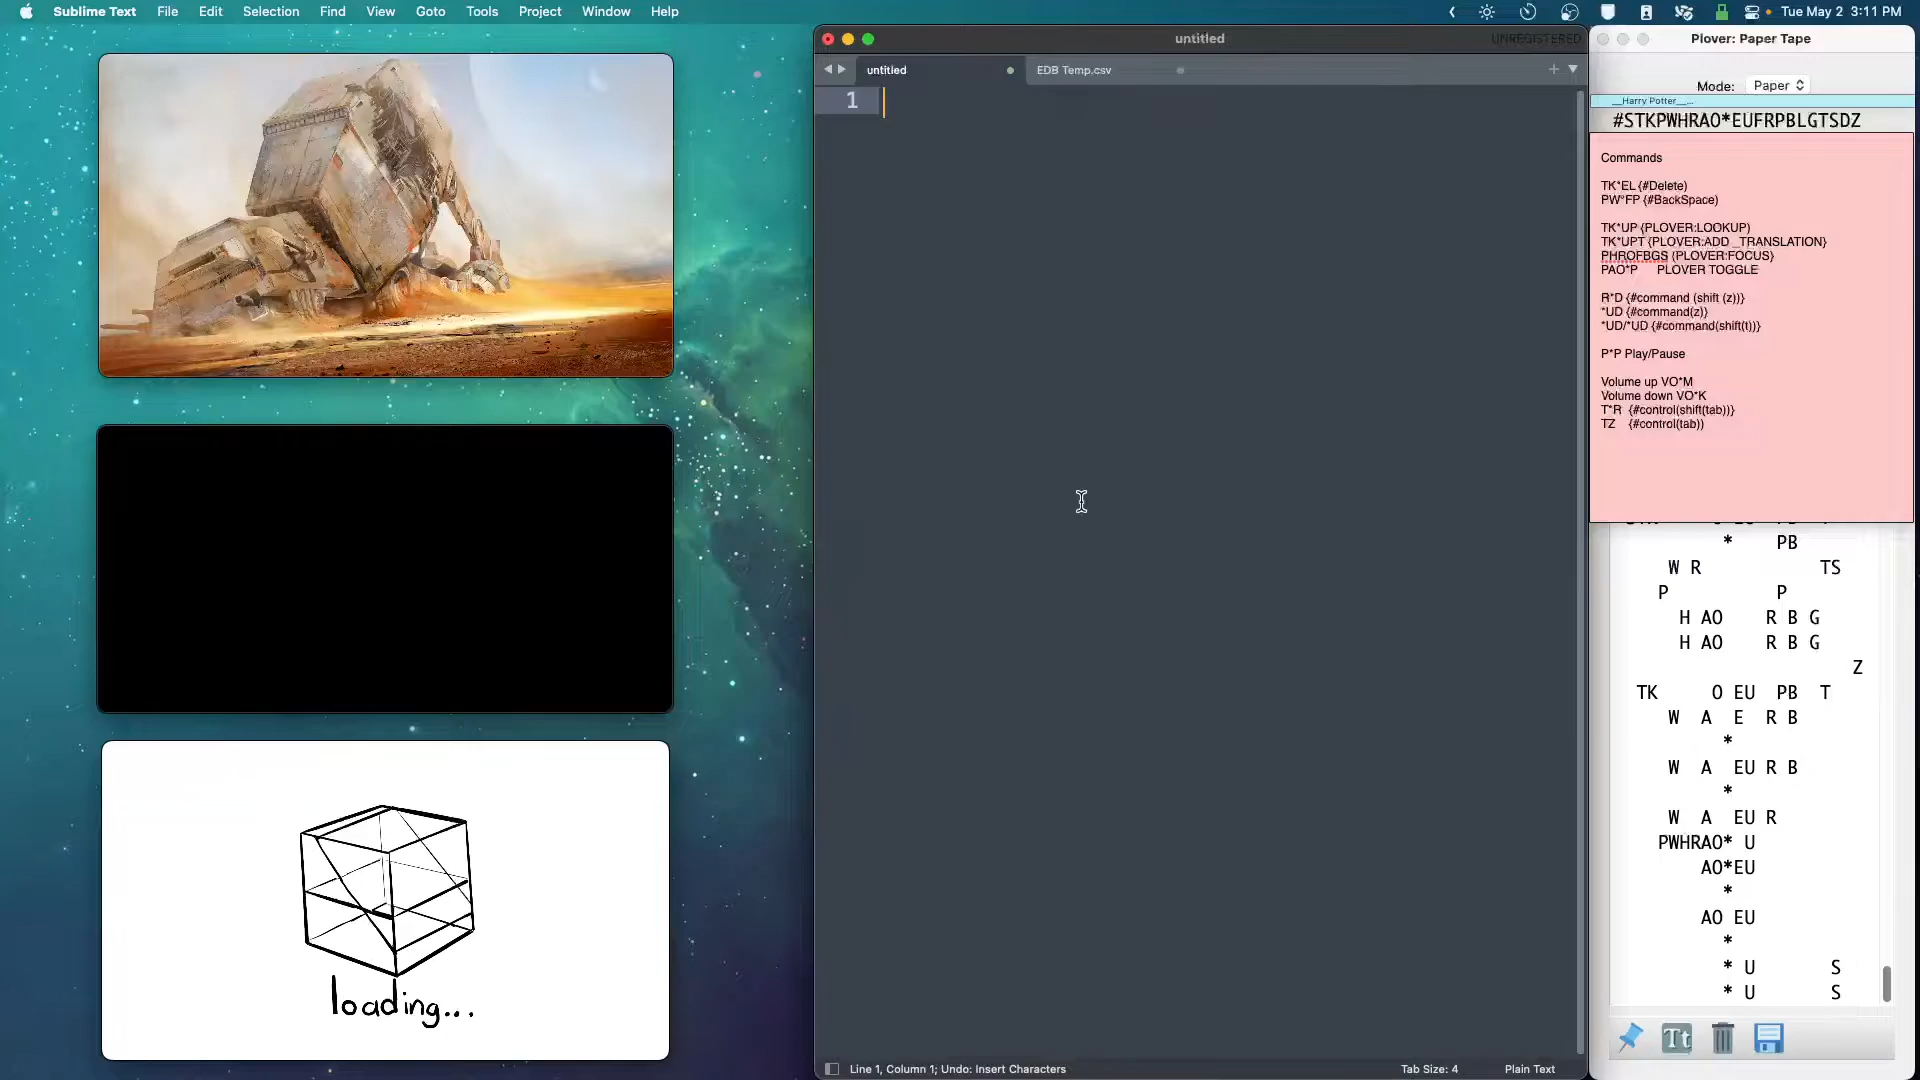 Sublime Text File Edit Selection Find View Goto Tools Project Window Help
Tue May 2 3:11 PM
untitled
UNREGISTERED
untitled
EDB Temp.csv
1
Line 1, Column 1; Undo: Insert Characters
Tab Size: 4
Plain Text
loading...
Plover: Paper Tape
Mode: Paper
__Harry Potter__...
#STKPWHRAO*EUFRPBLGTSDZ
Commands
TK*EL {#Delete)
PW*FP {#BackSpace)
TK*UP {PLOVER:LOOKUP)
TK*UPT {PLOVER:ADD_TRANSLATION}
PHROFBGS {PLOVER:FOCUS}
PAO*P PLOVER TOGGLE
R*D {#command (shift (z))}
*UD {#command(z)}
*UD/*UD {#command(shift(t))}
P*P Play/Pause
Volume up VO*M
Volume down VO*K
T*R {#control(shift(tab))}
TZ {#control(tab))
* PB
W R TS
P P
H AO R B G
H AO R B G
Z
TK O EU PB T
W A E R B
*
W A EU R B
*
W A EU R
PWHRAO* U
AO*EU
*
AO EU
*
* U S
* U S
Tt